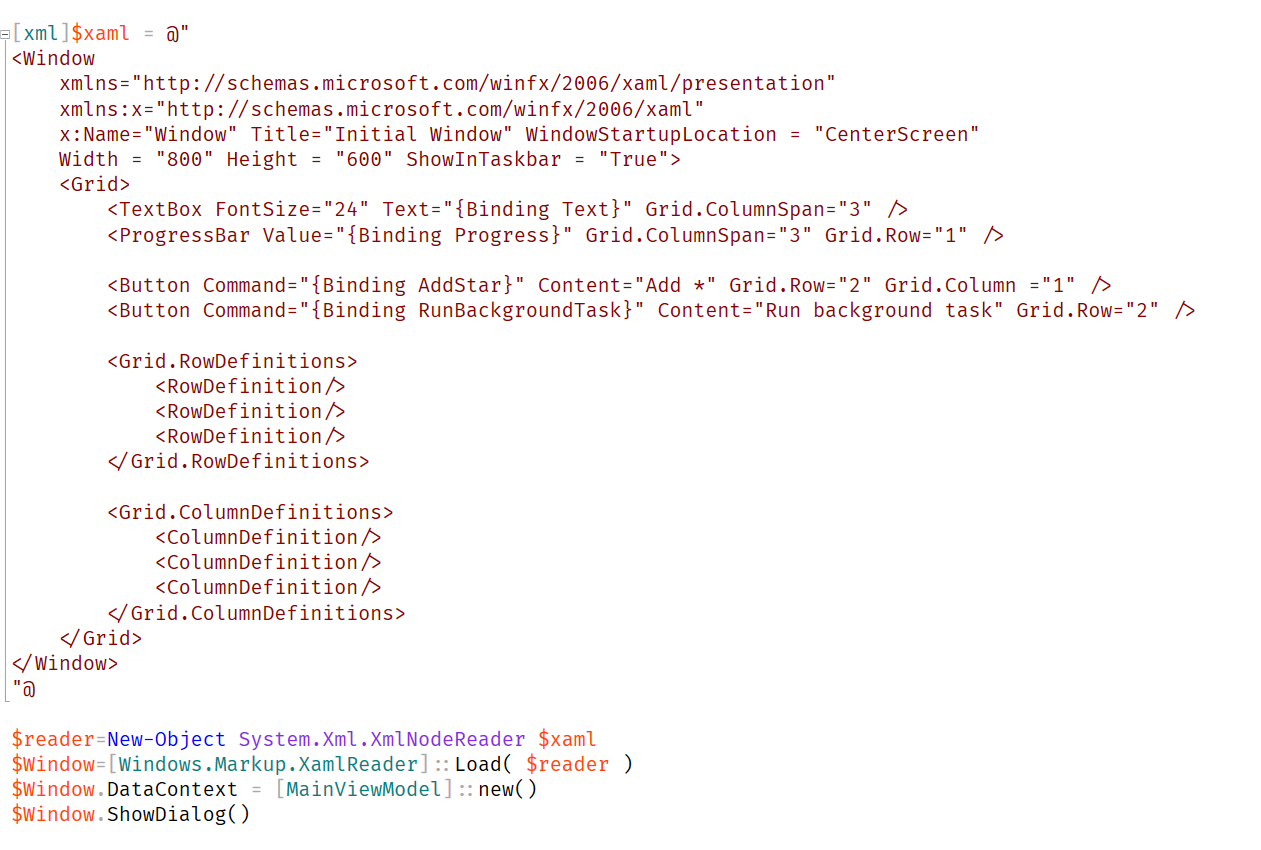 [xml]$xaml = @"
<Window
    xmlns="http://schemas.microsoft.com/winfx/2006/xaml/presentation"
    xmlns:x="http://schemas.microsoft.com/winfx/2006/xaml"
    x:Name="Window" Title="Initial Window" WindowStartupLocation = "CenterScreen"
    Width = "800" Height = "600" ShowInTaskbar = "True">
    <Grid>
        <TextBox FontSize="24" Text="{Binding Text}" Grid.ColumnSpan="3" />
        <ProgressBar Value="{Binding Progress}" Grid.ColumnSpan="3" Grid.Row="1" />

        <Button Command="{Binding AddStar}" Content="Add *" Grid.Row="2" Grid.Column ="1" />
        <Button Command="{Binding RunBackgroundTask}" Content="Run background task" Grid.Row="2" />

        <Grid.RowDefinitions>
            <RowDefinition/>
            <RowDefinition/>
            <RowDefinition/>
        </Grid.RowDefinitions>

        <Grid.ColumnDefinitions>
            <ColumnDefinition/>
            <ColumnDefinition/>
            <ColumnDefinition/>
        </Grid.ColumnDefinitions>
    </Grid>
</Window>
"@

$reader=New-Object System.Xml.XmlNodeReader $xaml
$Window=[Windows.Markup.XamlReader]::Load( $reader )
$Window.DataContext = [MainViewModel]::new()
$Window.ShowDialog()